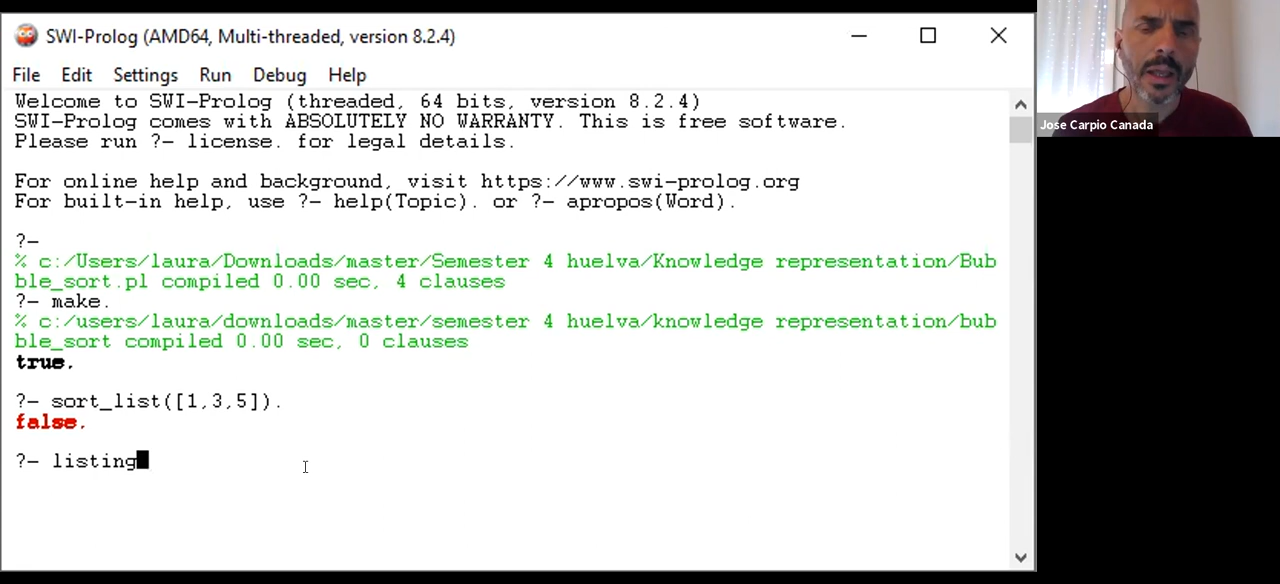 SWI-Prolog (AMD64, Multi-threaded, version 8.2.4)
File Edit Settings Run Debug Help
Welcome to SWI-Prolog (threaded, 64 bits, version 8.2.4)
SWI-Prolog comes with ABSOLUTELY NO WARRANTY. This is free software.
Please run ?- license. for legal details.
For online help and background, visit https://www.swi-prolog.org
For built-in help, use ?- help(Topic). or ?- apropos(Word).
?-
% c:/Users/laura/Downloads/master/Semester 4 huelva/Knowledge representation/Bub
ble_sort.pl compiled 0.00 sec, 4 clauses
?- make.
% c:/users/laura/downloads/master/semester 4 huelva/knowledge representation/bub
ble_sort compiled 0.00 sec, 0 clauses
true.
?- sort_list([1,3,5]).
false.
?- listing
Jose Carpio Canada